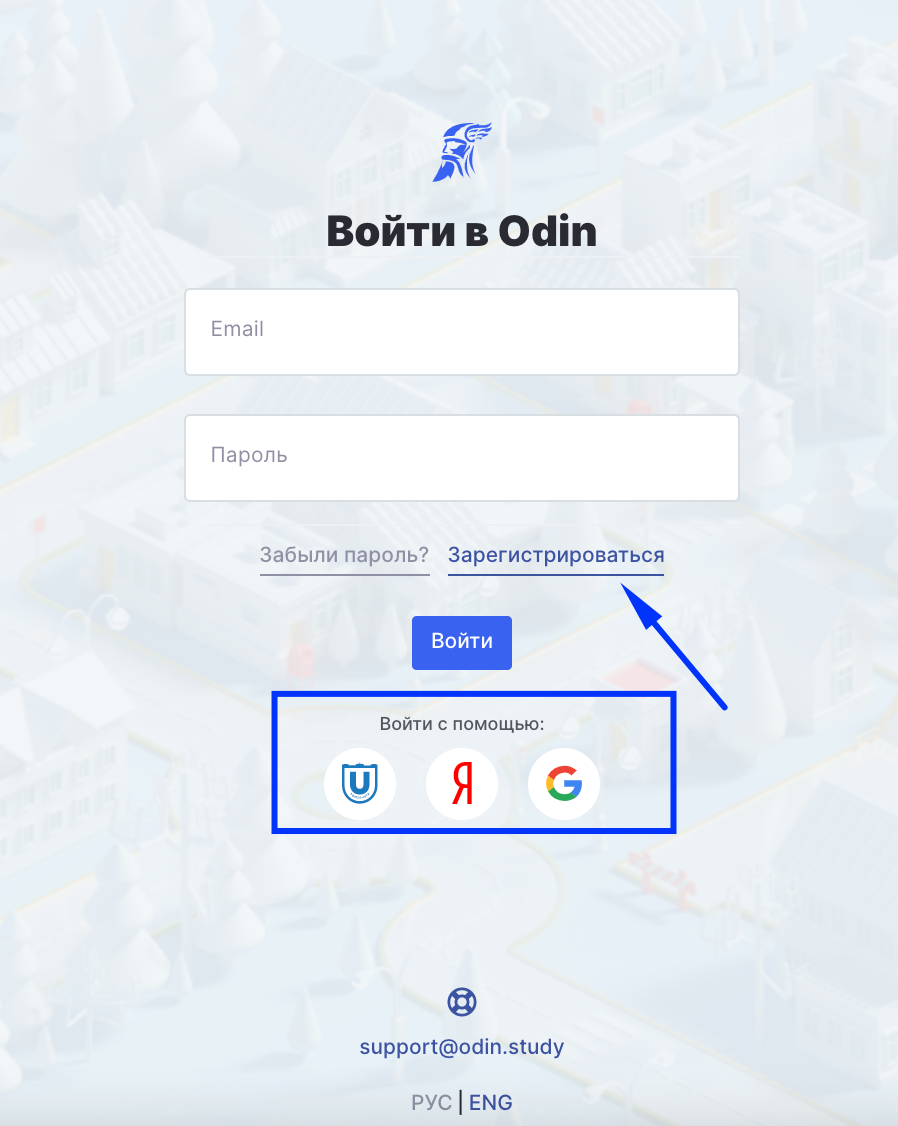 Войти в Odin
Email
Пароль
Забыли пароль? Зарегистрироваться
Войти
Войти с помощью:
U Я G
support@odin.study
РУС | ENG